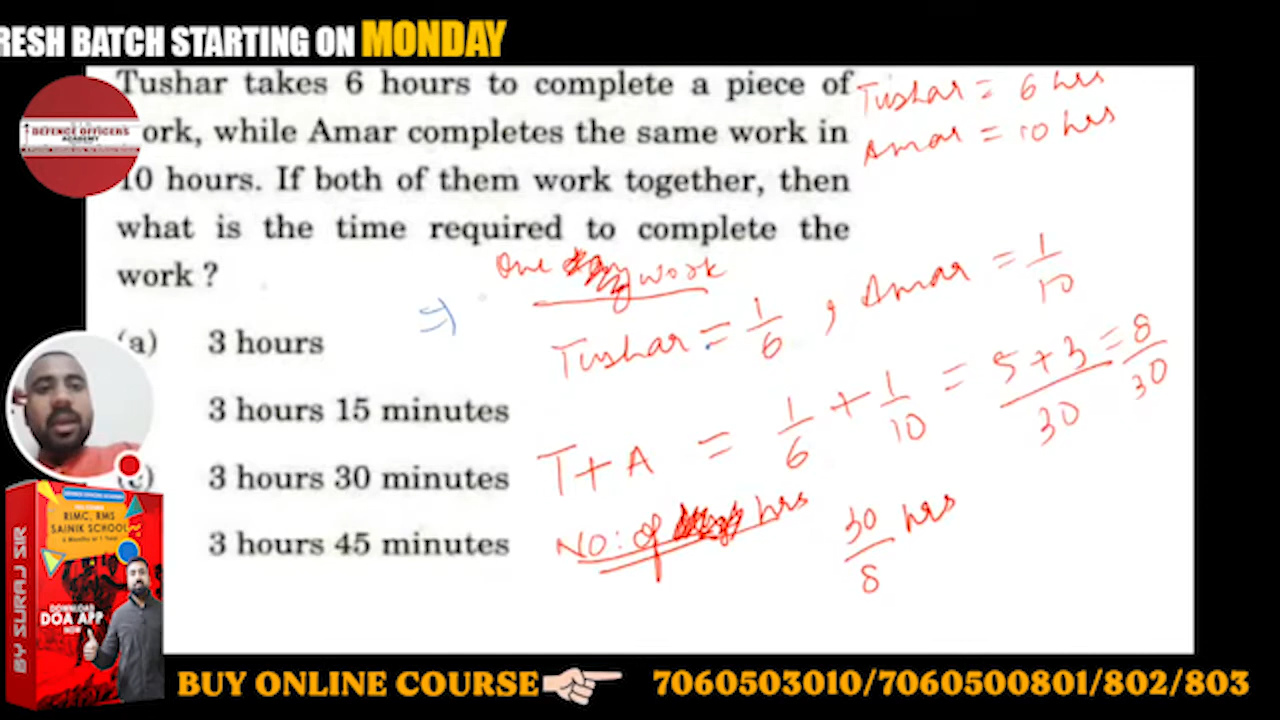 RESH BATCH STARTING ON MONDAY
Tushar takes 6 hours to complete a piece of
ork, while Amar completes the same work in
10 hours. If both of them work together, then
what is the time required to complete the
work ?
(a) 3 hours
3 hours 15 minutes
3 hours 30 minutes
3 hours 45 minutes
Tushar = 6 hrs
Amar = 10 hrs
One work
Tushar = 1/6 , Amar = 1/10
T+A = 1/6 + 1/10 = 5+3/30 = 8/30
NO: of hrs 30/8 hrs
DEFENCE OFFICERS
ACADEMY
RIMC, RMS
SAINIK SCHOOL
DOWNLOAD
DOA APP
NOW
BY SURAJ SIR
BUY ONLINE COURSE 7060503010/7060500801/802/803